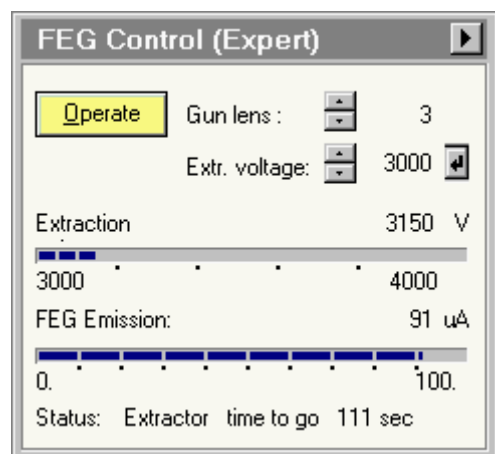 FEG Control (Expert)
Operate Gun lens : 3
Extr. voltage: 3000
Extraction 3150 V
3000 4000
FEG Emission: 91 uA
0. 100.
Status: Extractor time to go 111 sec